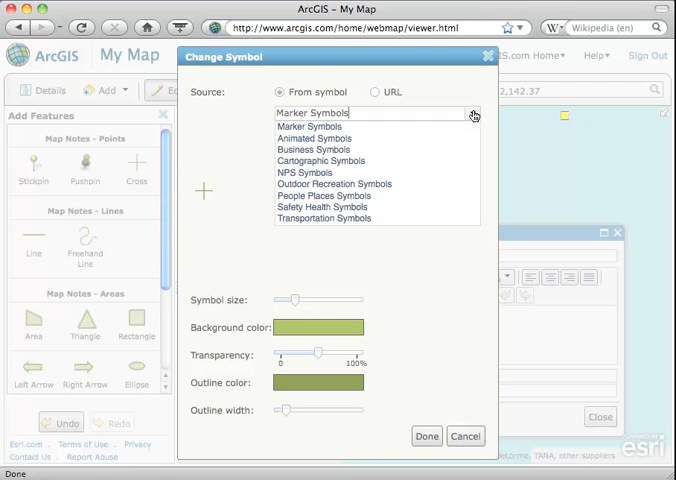 ArcGIS - My Map
http://www.arcgis.com/home/webmap/viewer.html
W
Wikipedia (en)
ArcGIS
My Map
Change Symbol
Home
Help
Sign Out
Details
Add
2,142.37
Add Features
Map Notes - Points
Stickpin
Pushpin
Cross
Map Notes - Lines
Line
Freehand
Line
Map Notes - Areas
Area
Triangle
Rectangle
Left Arrow
Right Arrow
Ellipse
Undo
Redo
Esri.com
Terms of Use
Privacy
Contact Us
Report Abuse
Source:
From symbol
URL
Marker Symbols
Marker Symbols
Animated Symbols
Business Symbols
Cartographic Symbols
NPS Symbols
Outdoor Recreation Symbols
People Places Symbols
Safety Health Symbols
Transportation Symbols
Symbol size:
Background color:
Transparency:
0
100%
Outline color:
Outline width:
Done
Cancel
Close
POWERED BY
esri
TANA, other suppliers
Done